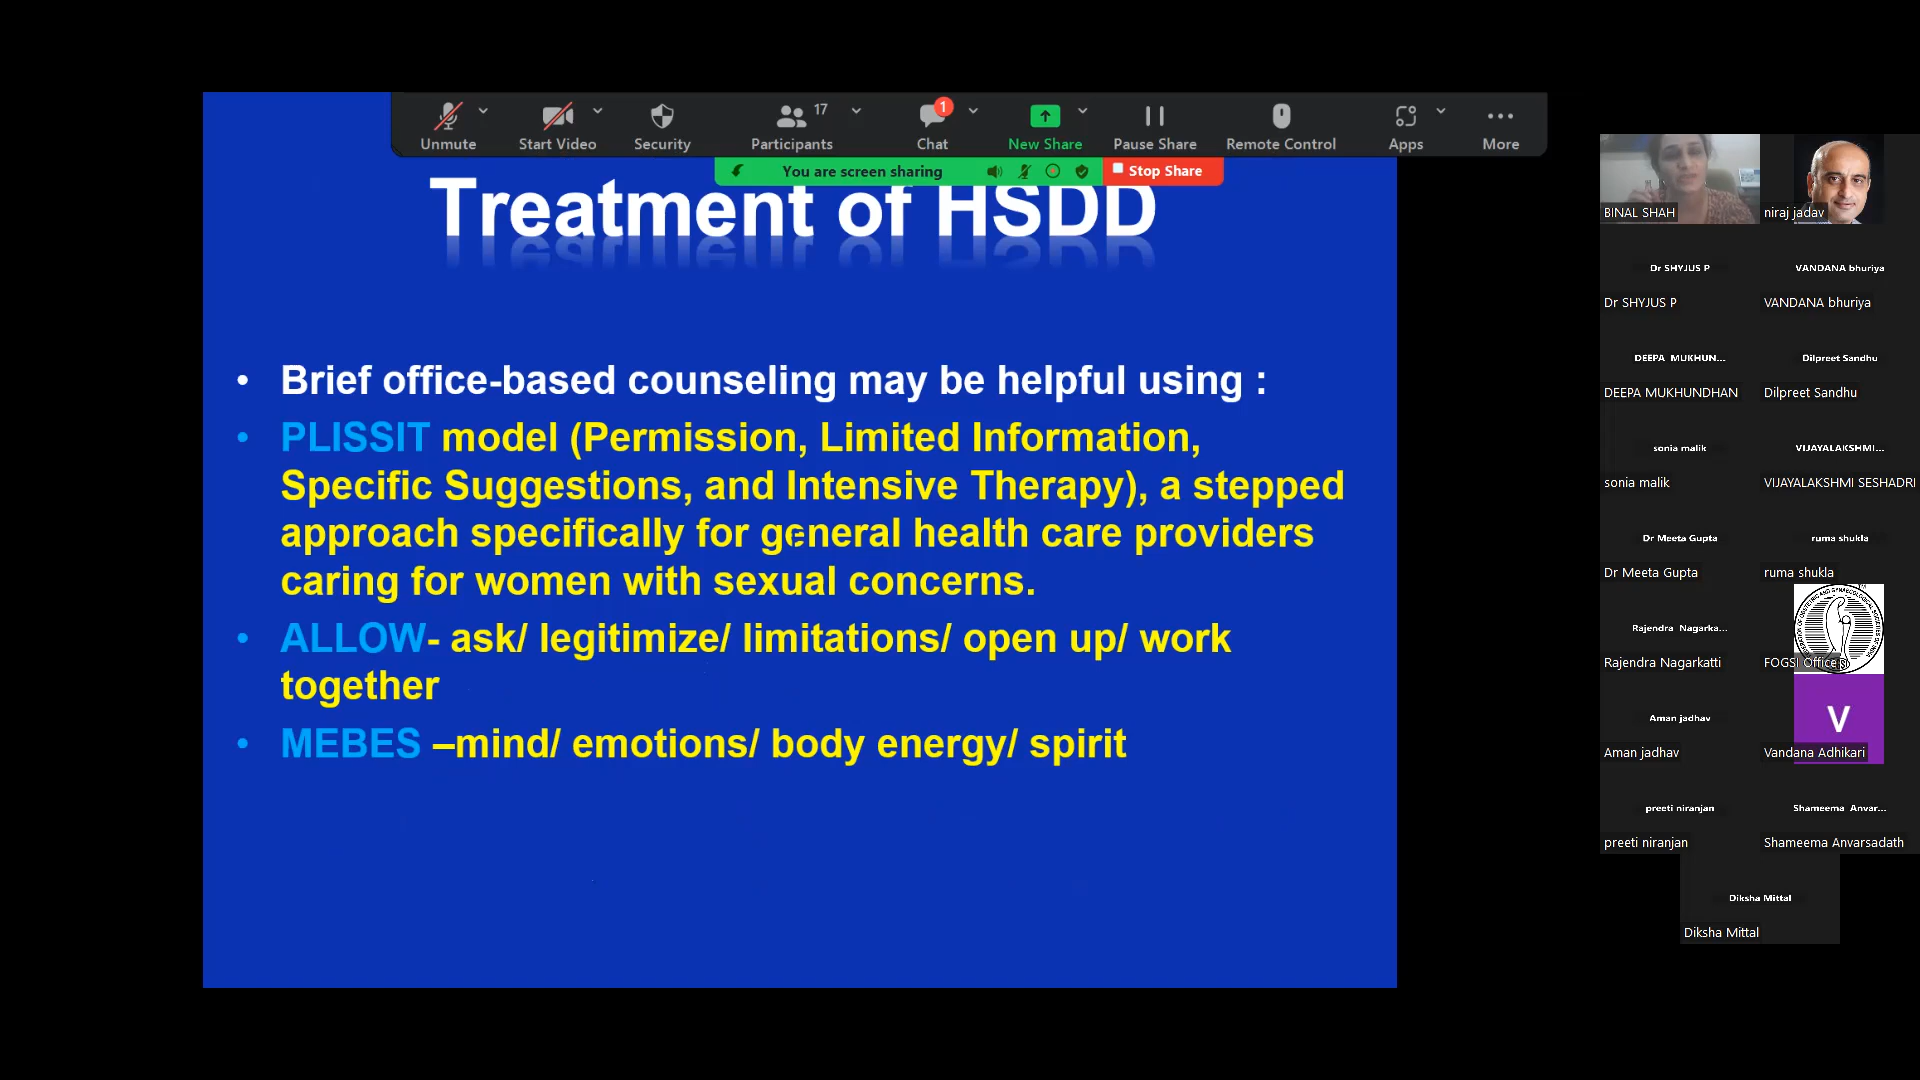 Unmute
Start Video
Security
17
Participants
1
Chat
New Share
Pause Share
Remote Control
Apps
More
You are screen sharing
Stop Share
Treatment of HSDD
• Brief office-based counseling may be helpful using :
• PLISSIT model (Permission, Limited Information,
Specific Suggestions, and Intensive Therapy), a stepped
approach specifically for general health care providers
caring for women with sexual concerns.
• ALLOW- ask/ legitimize/ limitations/ open up/ work
together
• MEBES –mind/ emotions/ body energy/ spirit
BINAL SHAH
niraj jadav
Dr SHYJUS P
VANDANA bhuriya
Dr SHYJUS P
VANDANA bhuriya
DEEPA MUKHUN...
Dilpreet Sandhu
DEEPA MUKHUNDHAN
Dilpreet Sandhu
sonia malik
VIJAYALAKSHMI...
sonia malik
VIJAYALAKSHMI SESHADRI
Dr Meeta Gupta
ruma shukla
Dr Meeta Gupta
ruma shukla
Rajendra Nagarka...
Rajendra Nagarkatti
FOGSI Office
Aman jadhav
V
Aman jadhav
Vandana Adhikari
preeti niranjan
Shameema Anvar...
preeti niranjan
Shameema Anvarsadath
Diksha Mittal
Diksha Mittal